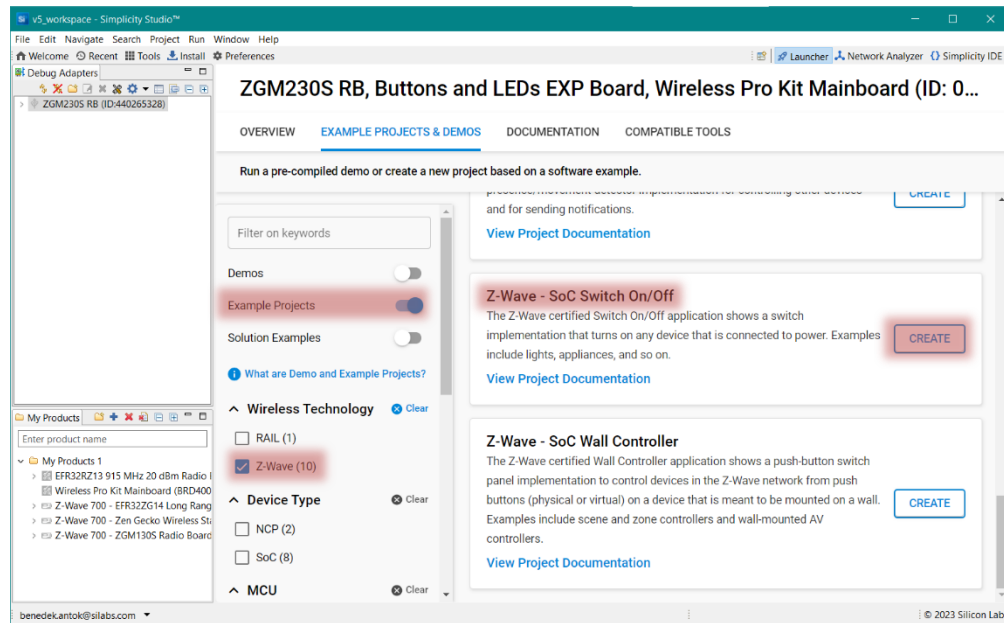 v5_workspace - Simplicity Studio™
File Edit Navigate Search Project Run Window Help
Welcome Recent Tools Install Preferences
Launcher Network Analyzer Simplicity IDE
Debug Adapters
ZGM230S RB (ID:440265328)
ZGM230S RB, Buttons and LEDs EXP Board, Wireless Pro Kit Mainboard (ID: 0...
OVERVIEW EXAMPLE PROJECTS & DEMOS DOCUMENTATION COMPATIBLE TOOLS
Run a pre-compiled demo or create a new project based on a software example.
Filter on keywords
Demos
Example Projects
Solution Examples
What are Demo and Example Projects?
Wireless Technology Clear
RAIL (1)
Z-Wave (10)
Device Type Clear
NCP (2)
SoC (8)
MCU Clear
presence/movement detector implementation for controlling other devices
and for sending notifications.
CREATE
View Project Documentation
Z-Wave - SoC Switch On/Off
The Z-Wave certified Switch On/Off application shows a switch
implementation that turns on any device that is connected to power. Examples
include lights, appliances, and so on.
CREATE
View Project Documentation
Z-Wave - SoC Wall Controller
The Z-Wave certified Wall Controller application shows a push-button switch
panel implementation to control devices in the Z-Wave network from push
buttons (physical or virtual) on a device that is meant to be mounted on a wall.
Examples include scene and zone controllers and wall-mounted AV
controllers.
CREATE
View Project Documentation
My Products
Enter product name
My Products 1
EFR32RZ13 915 MHz 20 dBm Radio
Wireless Pro Kit Mainboard (BRD400
Z-Wave 700 - EFR32ZG14 Long Rang
Z-Wave 700 - Zen Gecko Wireless Sta
Z-Wave 700 - ZGM130S Radio Board
benedek.antok@silabs.com
© 2023 Silicon Lab